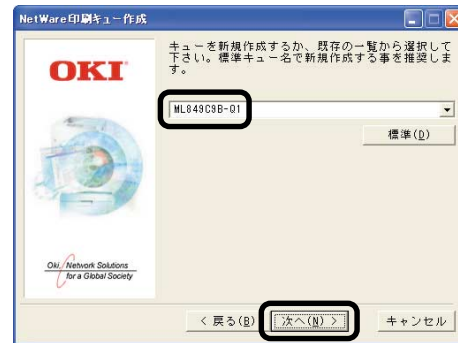 NetWare印刷キュー作成
OKI
キューを新規作成するか、既存の一覧から選択して
下さい。標準キュー名で新規作成する事を推奨しま
す。
ML849C9B-Q1
標準(D)
Oki, Network Solutions
for a Global Society
< 戻る(B)
次へ(N) >
キャンセル